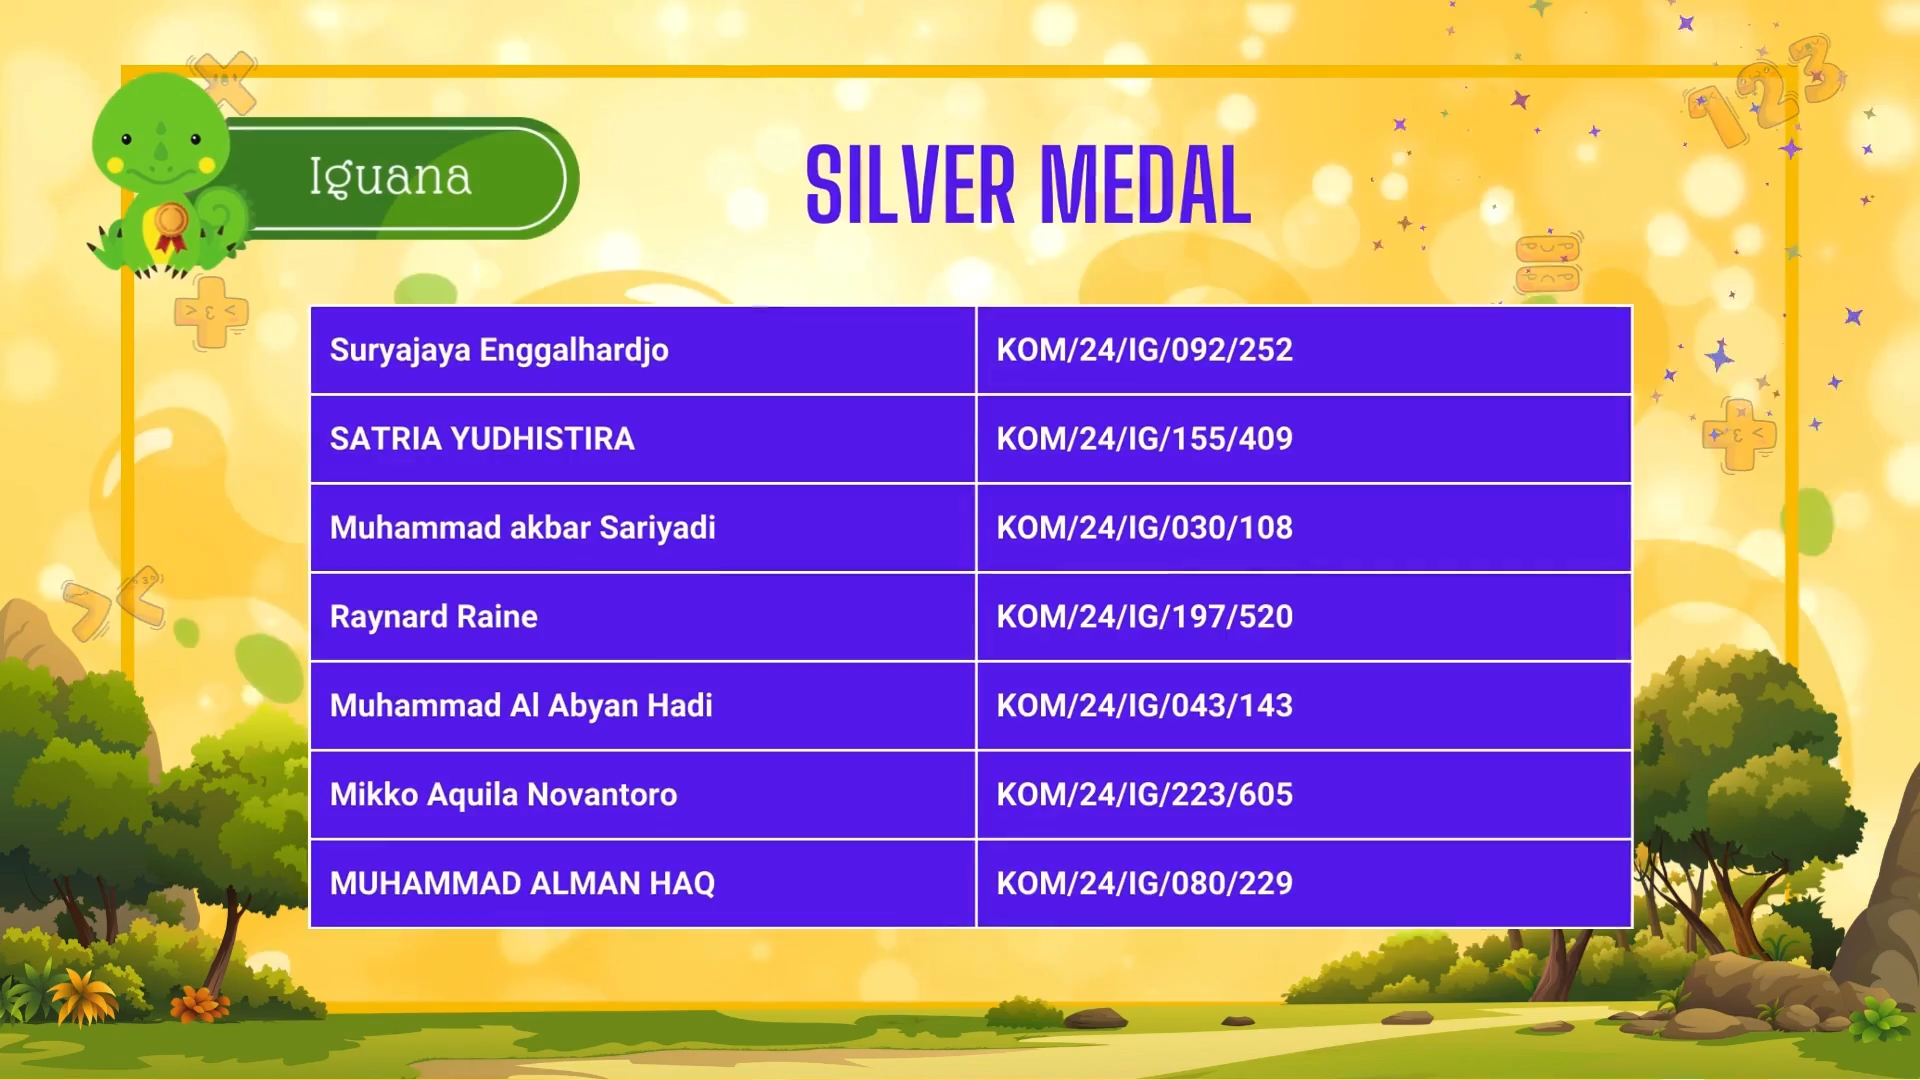 Iguana
SILVER MEDAL
Suryajaya Enggalhardjo KOM/24/IG/092/252
SATRIA YUDHISTIRA KOM/24/IG/155/409
Muhammad akbar Sariyadi KOM/24/IG/030/108
Raynard Raine KOM/24/IG/197/520
Muhammad Al Abyan Hadi KOM/24/IG/043/143
Mikko Aquila Novantoro KOM/24/IG/223/605
MUHAMMAD ALMAN HAQ KOM/24/IG/080/229
123